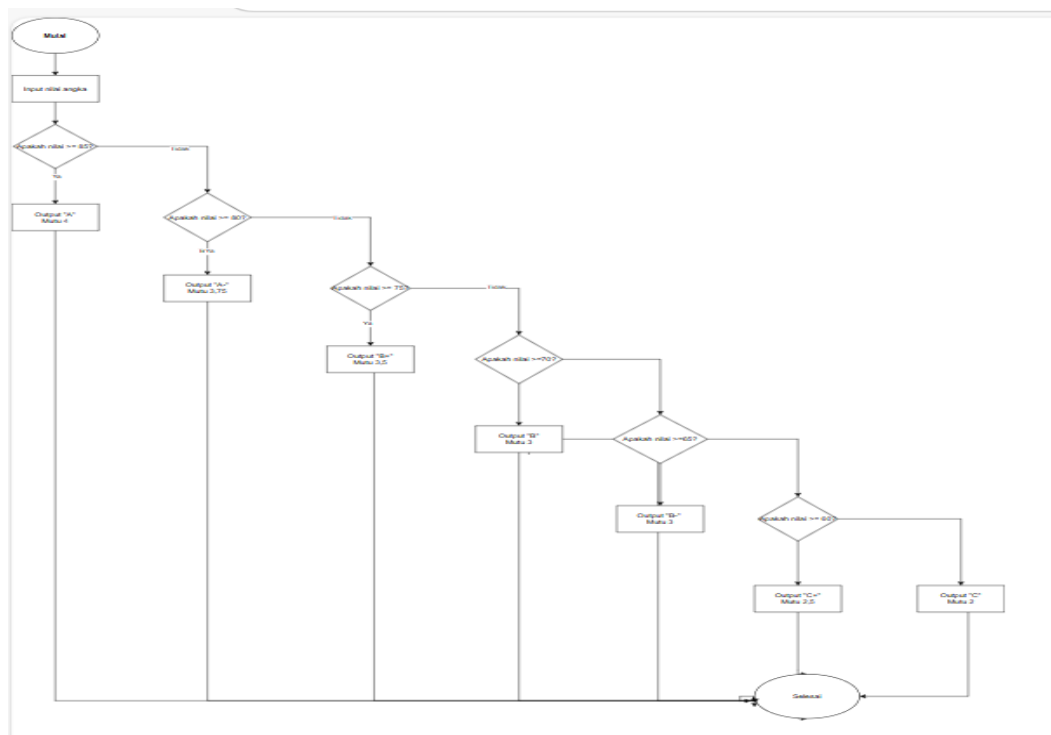 Mulai
Input nilai angka
Apakah nilai >= 85?
Tidak
Ya
Output "A"
Mutu 4
Apakah nilai >= 80?
Tidak
Ya
Output "A-"
Mutu 3,75
Apakah nilai >= 75?
Tidak
Ya
Output "B+"
Mutu 3,5
Apakah nilai >=70?
Output "B"
Mutu 3
Apakah nilai >=65?
Output "B-"
Mutu 3
Apakah nilai >= 60?
Output "C+"
Mutu 2,5
Output "C"
Mutu 2
Selesai